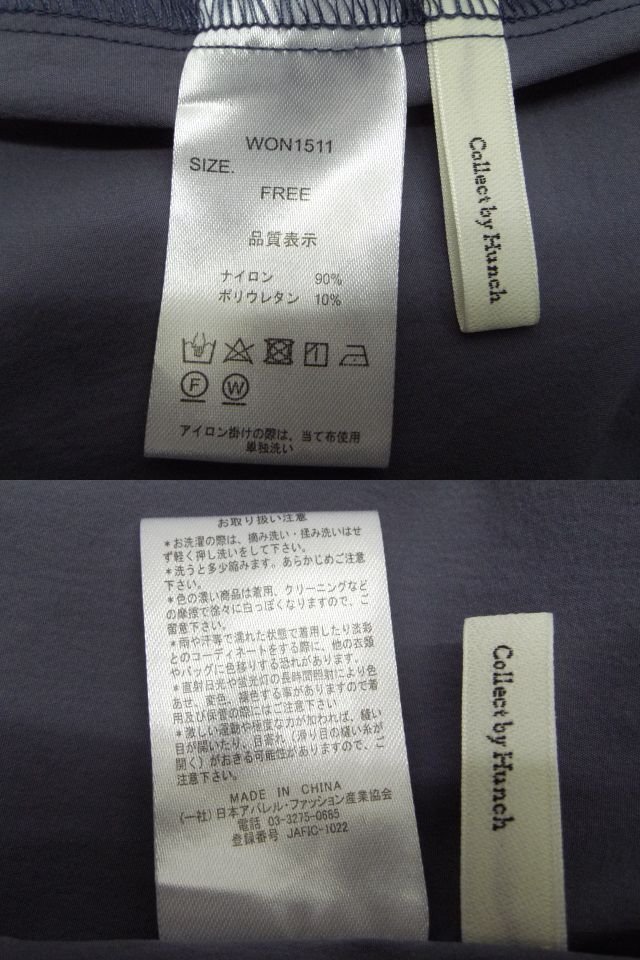 WON1511
SIZE.
FREE
品質表示
ナイロン 90%
ポリウレタン 10%
F
W
アイロン掛けの際は、当て布使用
単独洗い
Collect by Hunch
お取り扱い注意
*お洗濯の際は、摘み洗い・揉み洗いはせ
ず軽く押し洗いをして下さい。
*洗うと多少縮みます。あらかじめご注意
下さい。
*色の濃い商品は着用、クリーニングなど
の摩擦で徐々に白っぽくなりますので、ご
留意下さい。
*雨や汗等で濡れた状態で着用したり淡彩
とのコーディネートをする際に、他の衣類
やバッグに色移りする恐れがあります。
*直射日光や蛍光灯の長時間照射により色
あせ、変色、褪色する事がありますので着
用及び保管の際にはご注意下さい
*激しい運動や極度な力が加われば、縫い
目が開いたり、目寄れ(滑り目の縫い糸が
開く)がおきる可能性がありますので、ご
注意下さい。
MADE IN CHINA
(一社)日本アパレル・ファッション産業協会
電話 03-3275-0665
登録番号 JAFIC-1022
Collect by Hunch